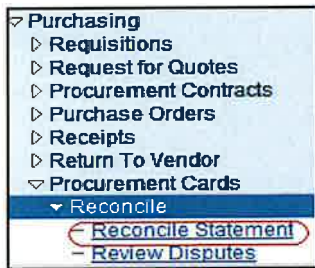 Purchasing
Requisitions
Request for Quotes
Procurement Contracts
Purchase Orders
Receipts
Return To Vendor
Procurement Cards
Reconcile
– Reconcile Statement
– Review Disputes